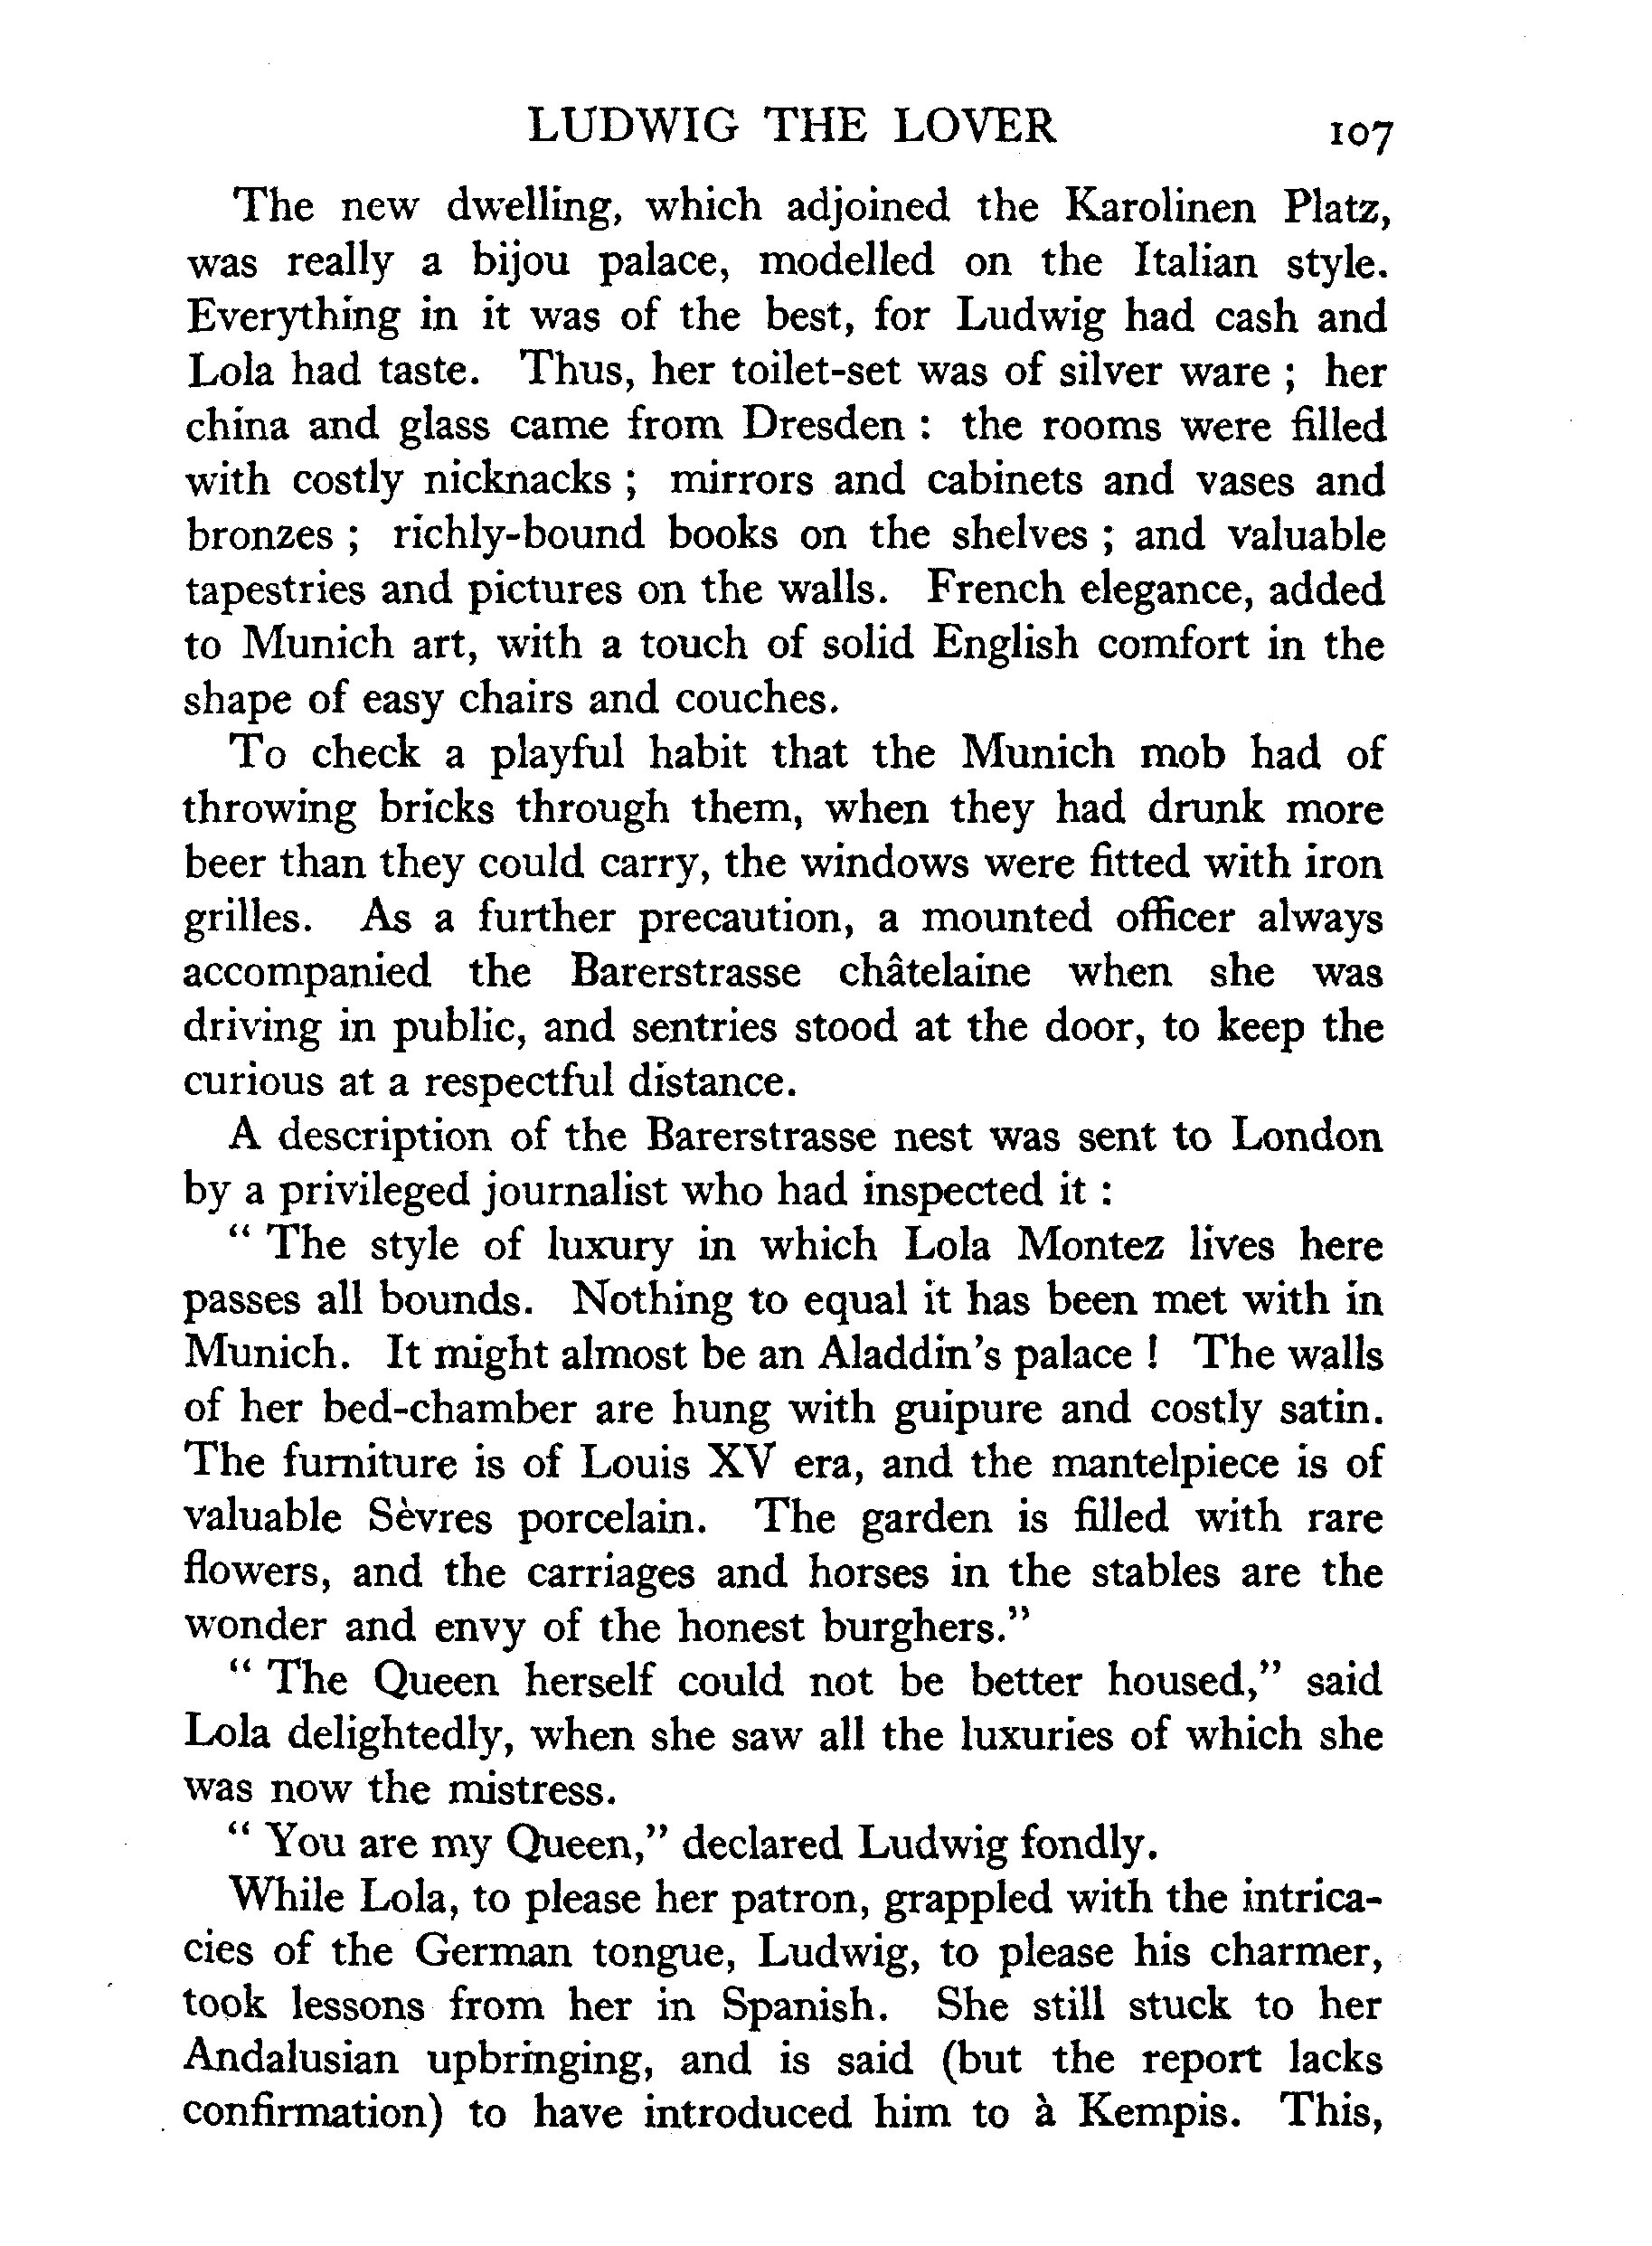 LUDWIG THE LOVER 107
The new dwelling, which adjoined the Karolinen Platz,
was really a bijou palace, modelled on the Italian style.
Everything in it was of the best, for Ludwig had cash and
Lola had taste. Thus, her toilet-set was of silver ware ; her
china and glass came from Dresden : the rooms were filled
with costly nicknacks ; mirrors and cabinets and vases and
bronzes ; richly-bound books on the shelves ; and valuable
tapestries and pictures on the walls. French elegance, added
to Munich art, with a touch of solid English comfort in the
shape of easy chairs and couches.
To check a playful habit that the Munich mob had of
throwing bricks through them, when they had drunk more
beer than they could carry, the windows were fitted with iron
grilles. As a further precaution, a mounted officer always
accompanied the Barerstrasse châtelaine when she was
driving in public, and sentries stood at the door, to keep the
curious at a respectful distance.
A description of the Barerstrasse nest was sent to London
by a privileged journalist who had inspected it :
“ The style of luxury in which Lola Montez lives here
passes all bounds. Nothing to equal it has been met with in
Munich. It might almost be an Aladdin's palace ! The walls
of her bed-chamber are hung with guipure and costly satin.
The furniture is of Louis XV era, and the mantelpiece is of
valuable Sèvres porcelain. The garden is filled with rare
flowers, and the carriages and horses in the stables are the
wonder and envy of the honest burghers.”
“ The Queen herself could not be better housed,” said
Lola delightedly, when she saw all the luxuries of which she
was now the mistress.
“ You are my Queen,” declared Ludwig fondly.
While Lola, to please her patron, grappled with the intrica-
cies of the German tongue, Ludwig, to please his charmer,
took lessons from her in Spanish. She still stuck to her
Andalusian upbringing, and is said (but the report lacks
confirmation) to have introduced him to à Kempis. This,